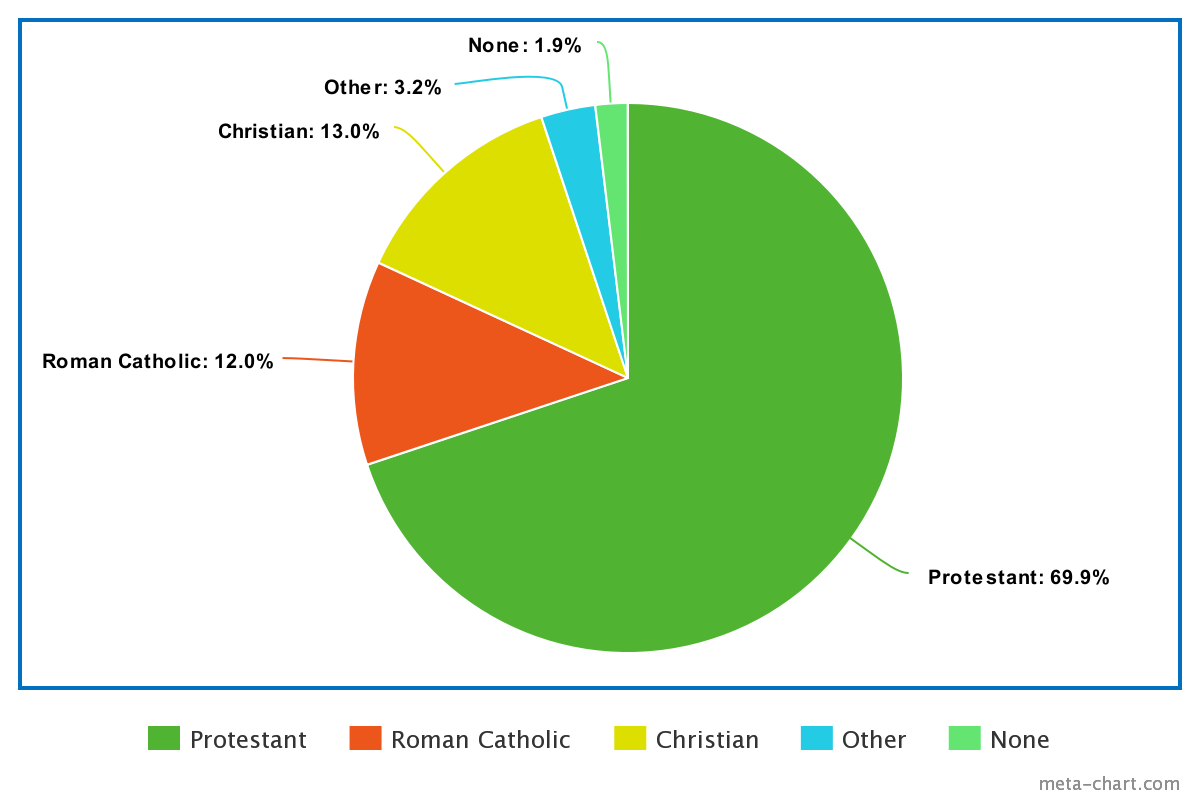 None: 1.9%
Other: 3.2%
Christian: 13.0%
Roman Catholic: 12.0%
Protestant: 69.9%
Protestant Roman Catholic Christian Other None
meta-chart.com